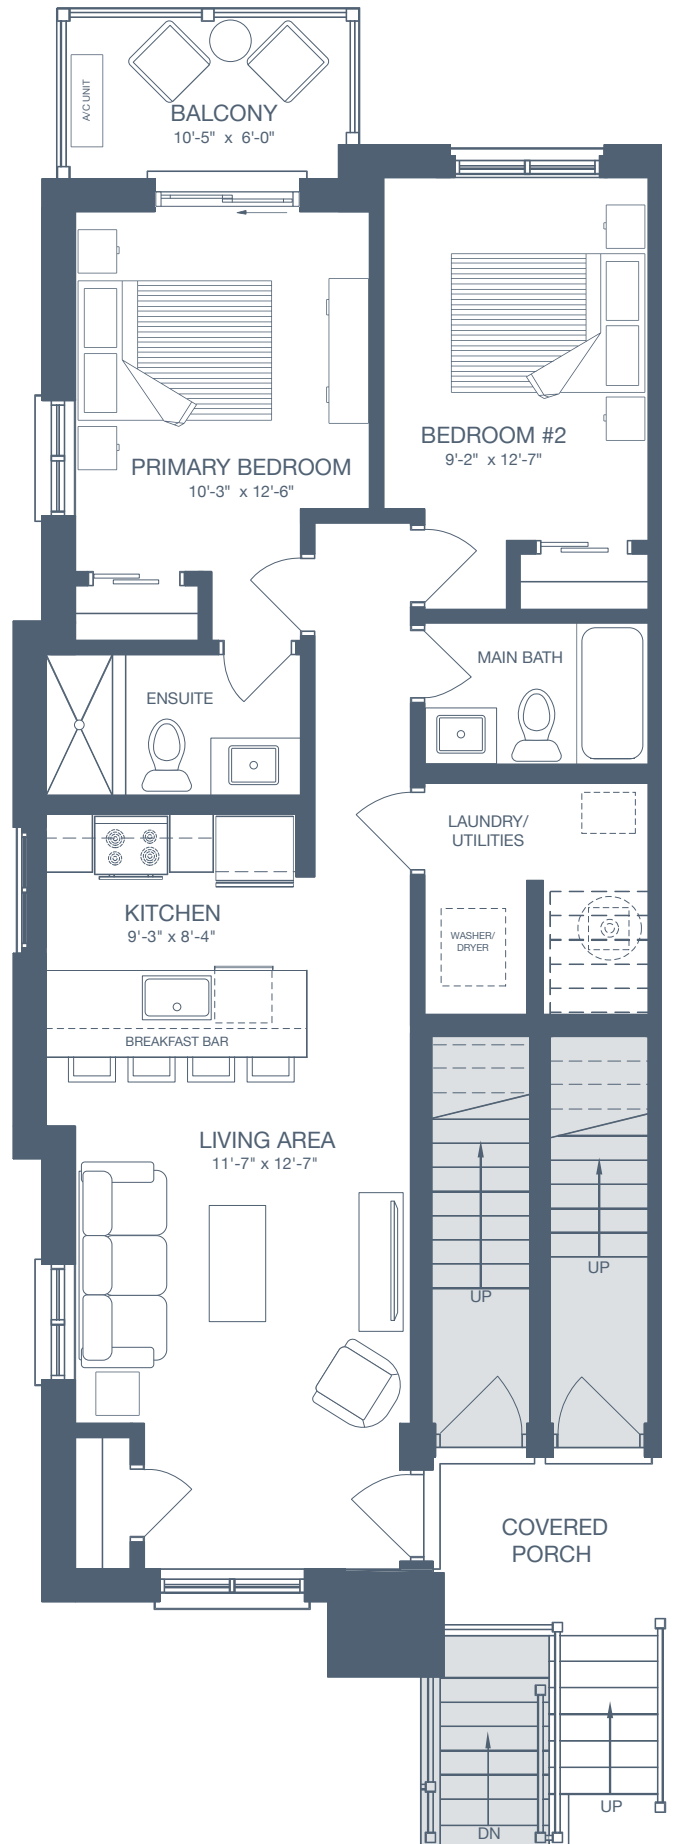 A/C UNIT
BALCONY
10'-5" x 6'-0"
BEDROOM #2
9'-2" x 12'-7"
PRIMARY BEDROOM
10'-3" x 12'-6"
MAIN BATH
ENSUITE
LAUNDRY/
UTILITIES
KITCHEN
9'-3" x 8'-4"
WASHER/
DRYER
BREAKFAST BAR
LIVING AREA
11'-7" x 12'-7"
UP
UP
COVERED
PORCH
UP
DN